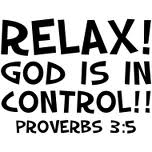 RELAX!
GOD IS IN
CONTROL!!
PROVERBS 3:5